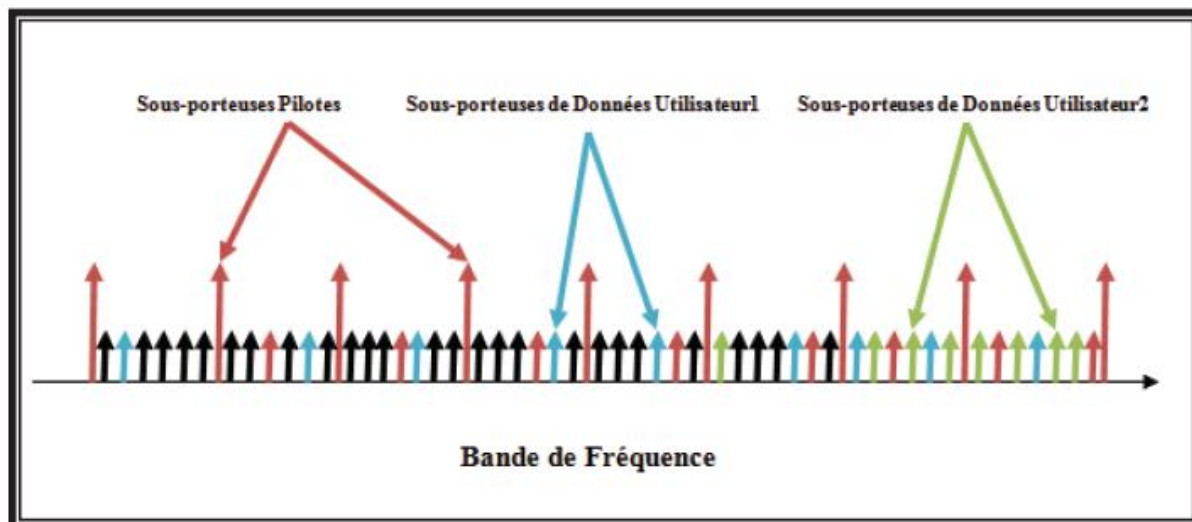 Sous-porteuses Pilotes
Sous-porteuses de Données Utilisateur1
Sous-porteuses de Données Utilisateur2
Bande de Fréquence